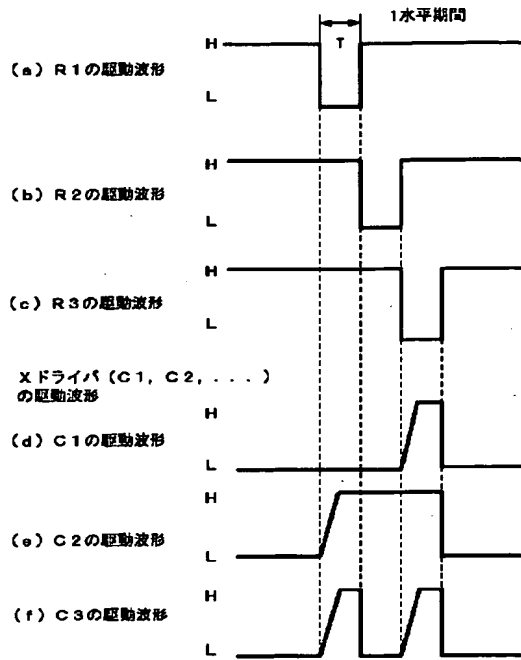 1水平期間
H
T
(a) R1の駆動波形
L
H
(b) R2の駆動波形
L
H
(c) R3の駆動波形
L
Xドライバ(C1, C2, . . . . )
の駆動波形
H
(d) C1の駆動波形
L
H
(e) C2の駆動波形
L
H
(f) C3の駆動波形
L